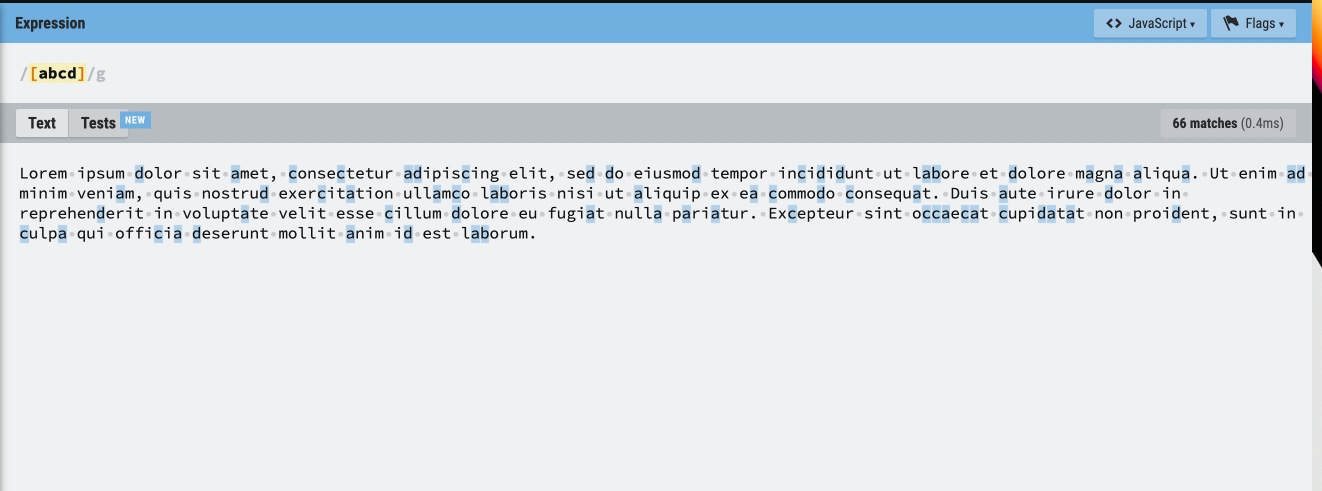 Expression
<> JavaScript ▾
Flags ▾
/[abcd]/g
Text
Tests
NEW
66 matches (0.4ms)
Lorem ipsum dolor sit amet, consectetur adipiscing elit, sed do eiusmod tempor incididunt ut labore et dolore magna aliqua. Ut enim ad
minim veniam, quis nostrud exercitation ullamco laboris nisi ut aliquip ex ea commodo consequat. Duis aute irure dolor in
reprehenderit in voluptate velit esse cillum dolore eu fugiat nulla pariatur. Excepteur sint occaecat cupidatat non proident, sunt in
culpa qui officia deserunt mollit anim id est laborum.